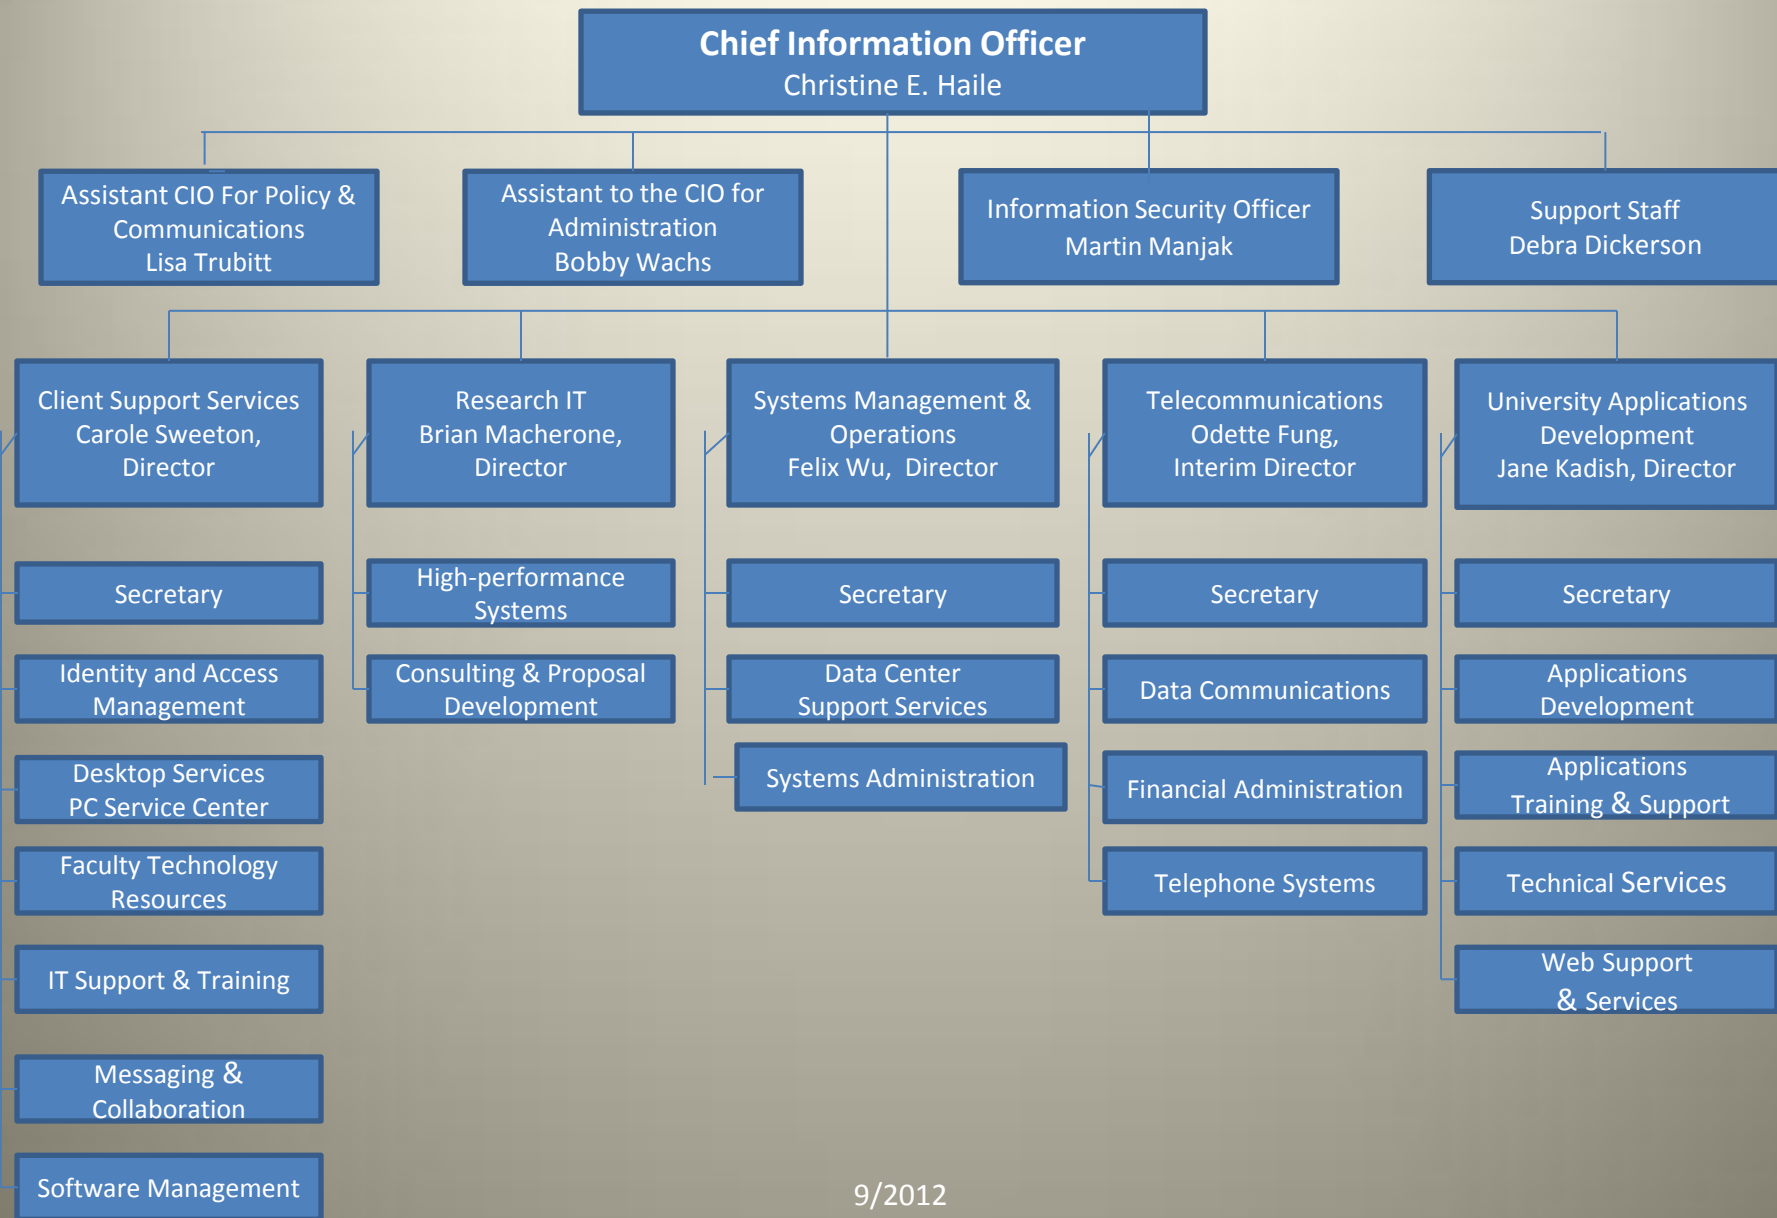 Chief Information Officer
Christine E. Haile
Assistant CIO For Policy &
Communications
Lisa Trubitt
Assistant to the CIO for
Administration
Bobby Wachs
Information Security Officer
Martin Manjak
Support Staff
Debra Dickerson
Client Support Services
Carole Sweeton,
Director
Research IT
Brian Macherone,
Director
Systems Management &
Operations
Felix Wu, Director
Telecommunications
Odette Fung,
Interim Director
University Applications
Development
Jane Kadish, Director
Secretary
Identity and Access
Management
Desktop Services
PC Service Center
Faculty Technology
Resources
IT Support & Training
Messaging &
Collaboration
Software Management
High-performance
Systems
Consulting & Proposal
Development
Secretary
Data Center
Support Services
Systems Administration
Secretary
Data Communications
Financial Administration
Telephone Systems
Secretary
Applications
Development
Applications
Training & Support
Technical Services
Web Support
& Services
9/2012